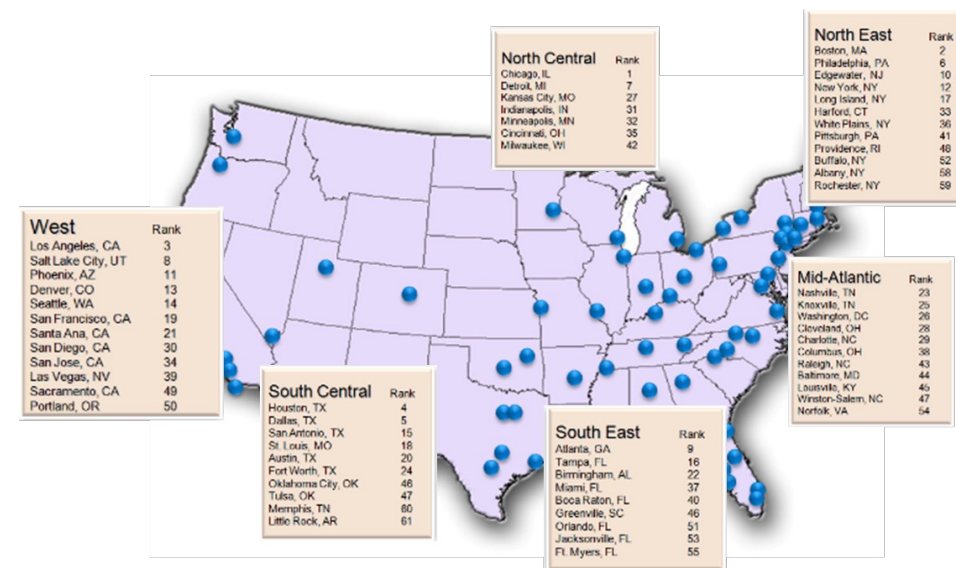 North Central Rank
Chicago, IL 1
Detroit, MI 7
Kansas City, MO 27
Indianapolis, IN 31
Minneapolis, MN 32
Cincinnati, OH 35
Milwaukee, WI 42
North East Rank
Boston, MA 2
Philadelphia, PA 6
Edgewater, NJ 10
New York, NY 12
Long Island, NY 17
Harford, CT 33
White Plains, NY 36
Pittsburgh, PA 41
Providence, RI 48
Buffalo, NY 52
Albany, NY 58
Rochester, NY 59
West Rank
Los Angeles, CA 3
Salt Lake City, UT 8
Phoenix, AZ 11
Denver, CO 13
Seattle, WA 14
San Francisco, CA 19
Santa Ana, CA 21
San Diego, CA 30
San Jose, CA 34
Las Vegas, NV 39
Sacramento, CA 49
Portland, OR 50
Mid-Atlantic Rank
Nashville, TN 23
Knoxville, TN 25
Washington, DC 26
Cleveland, OH 28
Charlotte, NC 29
Columbus, OH 38
Raleigh, NC 43
Baltimore, MD 44
Louisville, KY 45
Winston-Salem, NC 47
Norfolk, VA 54
South Central Rank
Houston, TX 4
Dallas, TX 5
San Antonio, TX 15
St. Louis, MO 18
Austin, TX 20
Fort Worth, TX 24
Oklahoma City, OK 46
Tulsa, OK 47
Memphis, TN 60
Little Rock, AR 61
South East Rank
Atlanta, GA 9
Tampa, FL 16
Birmingham, AL 22
Miami, FL 37
Boca Raton, FL 40
Greenville, SC 46
Orlando, FL 51
Jacksonville, FL 53
Ft. Myers, FL 55